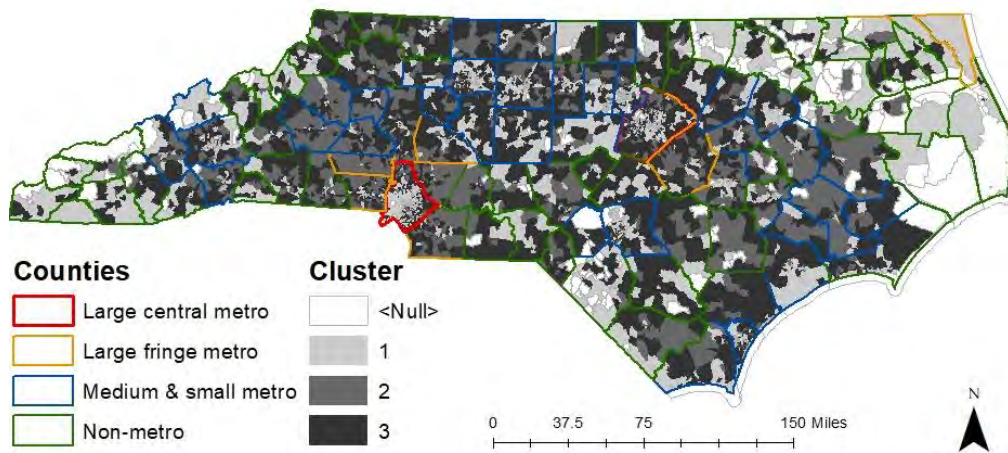 Counties
Large central metro
Large fringe metro
Medium & small metro
Non-metro
Cluster
<Null>
1
2
3
0 37.5 75 150 Miles
N